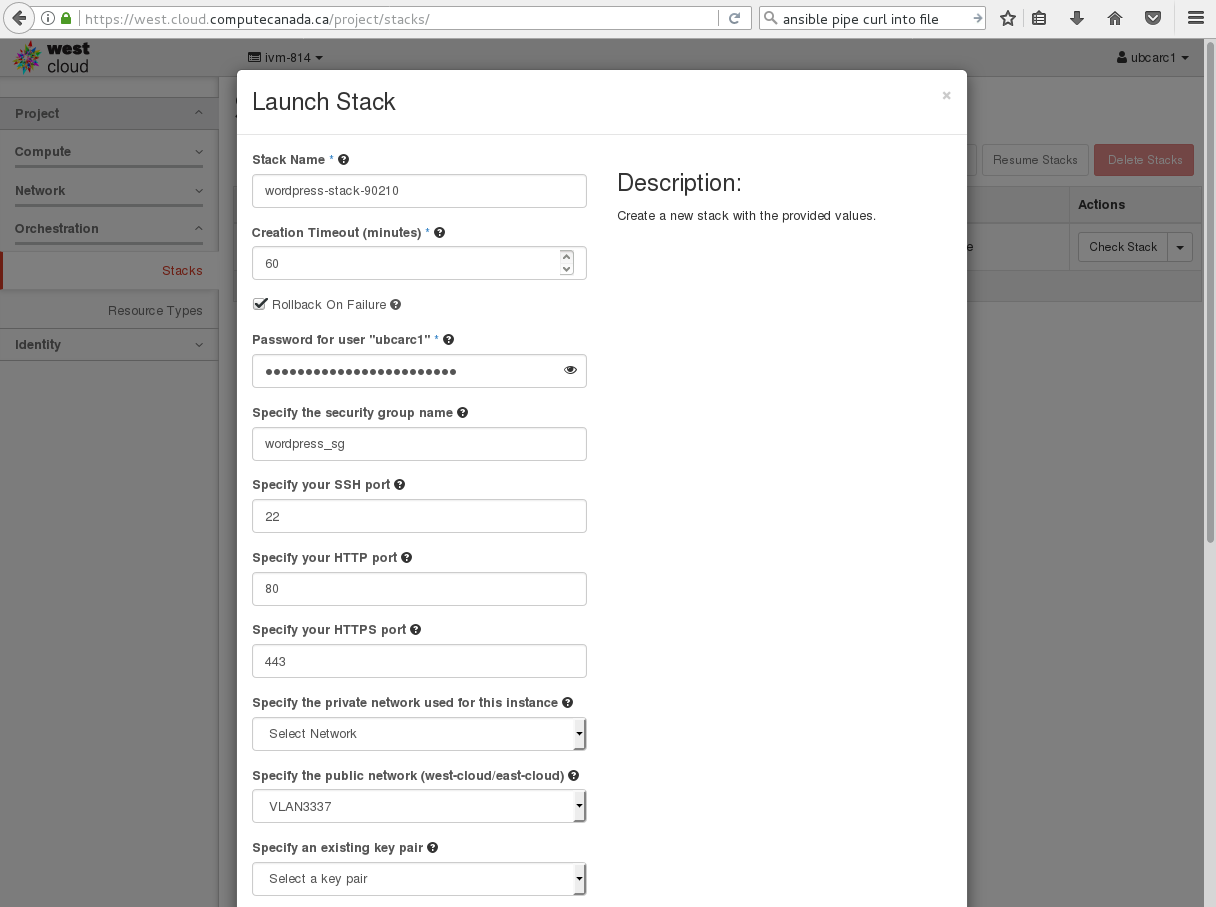 https://west.cloud.computecanada.ca/project/stacks/
ansible pipe curl into file
west
cloud
ivm-814
ubcarc1
Project
Compute
Network
Orchestration
Stacks
Resource Types
Identity
Resume Stacks
Delete Stacks
Actions
Check Stack
Launch Stack
×
Stack Name *
wordpress-stack-90210
Creation Timeout (minutes) *
60
Rollback On Failure
Password for user "ubcarc1" *
Specify the security group name
wordpress_sg
Specify your SSH port
22
Specify your HTTP port
80
Specify your HTTPS port
443
Specify the private network used for this instance
Select Network
Specify the public network (west-cloud/east-cloud)
VLAN3337
Specify an existing key pair
Select a key pair
Description:
Create a new stack with the provided values.